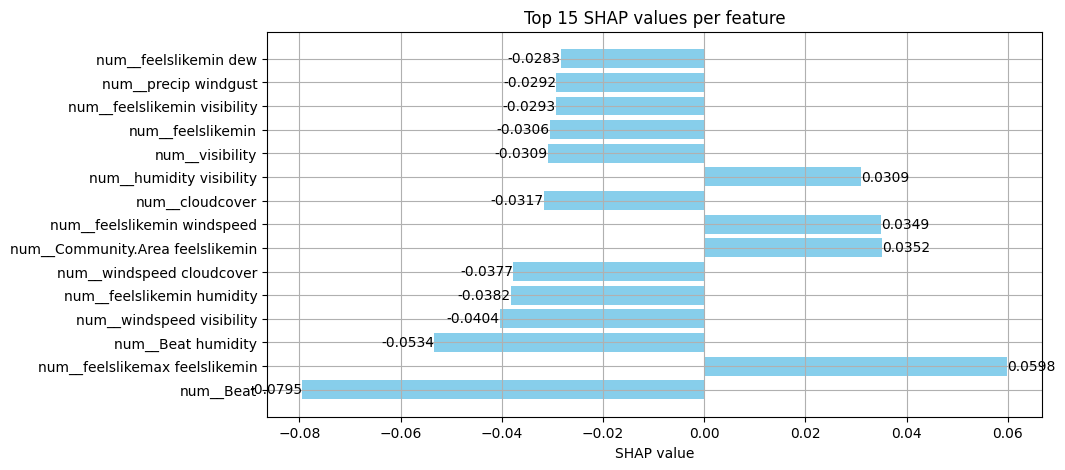 Top 15 SHAP values per feature
num__feelslikemin dew -0.0283
num__precip windgust -0.0292
num__feelslikemin visibility -0.0293
num__feelslikemin -0.0306
num__visibility -0.0309
num__humidity visibility 0.0309
num__cloudcover -0.0317
num__feelslikemin windspeed 0.0349
num__Community.Area feelslikemin 0.0352
num__windspeed cloudcover -0.0377
num__feelslikemin humidity -0.0382
num__windspeed visibility -0.0404
num__Beat humidity -0.0534
num__feelslikemax feelslikemin 0.0598
num__Beat -0.0795
−0.08 −0.06 −0.04 −0.02 0.00 0.02 0.04 0.06
SHAP value